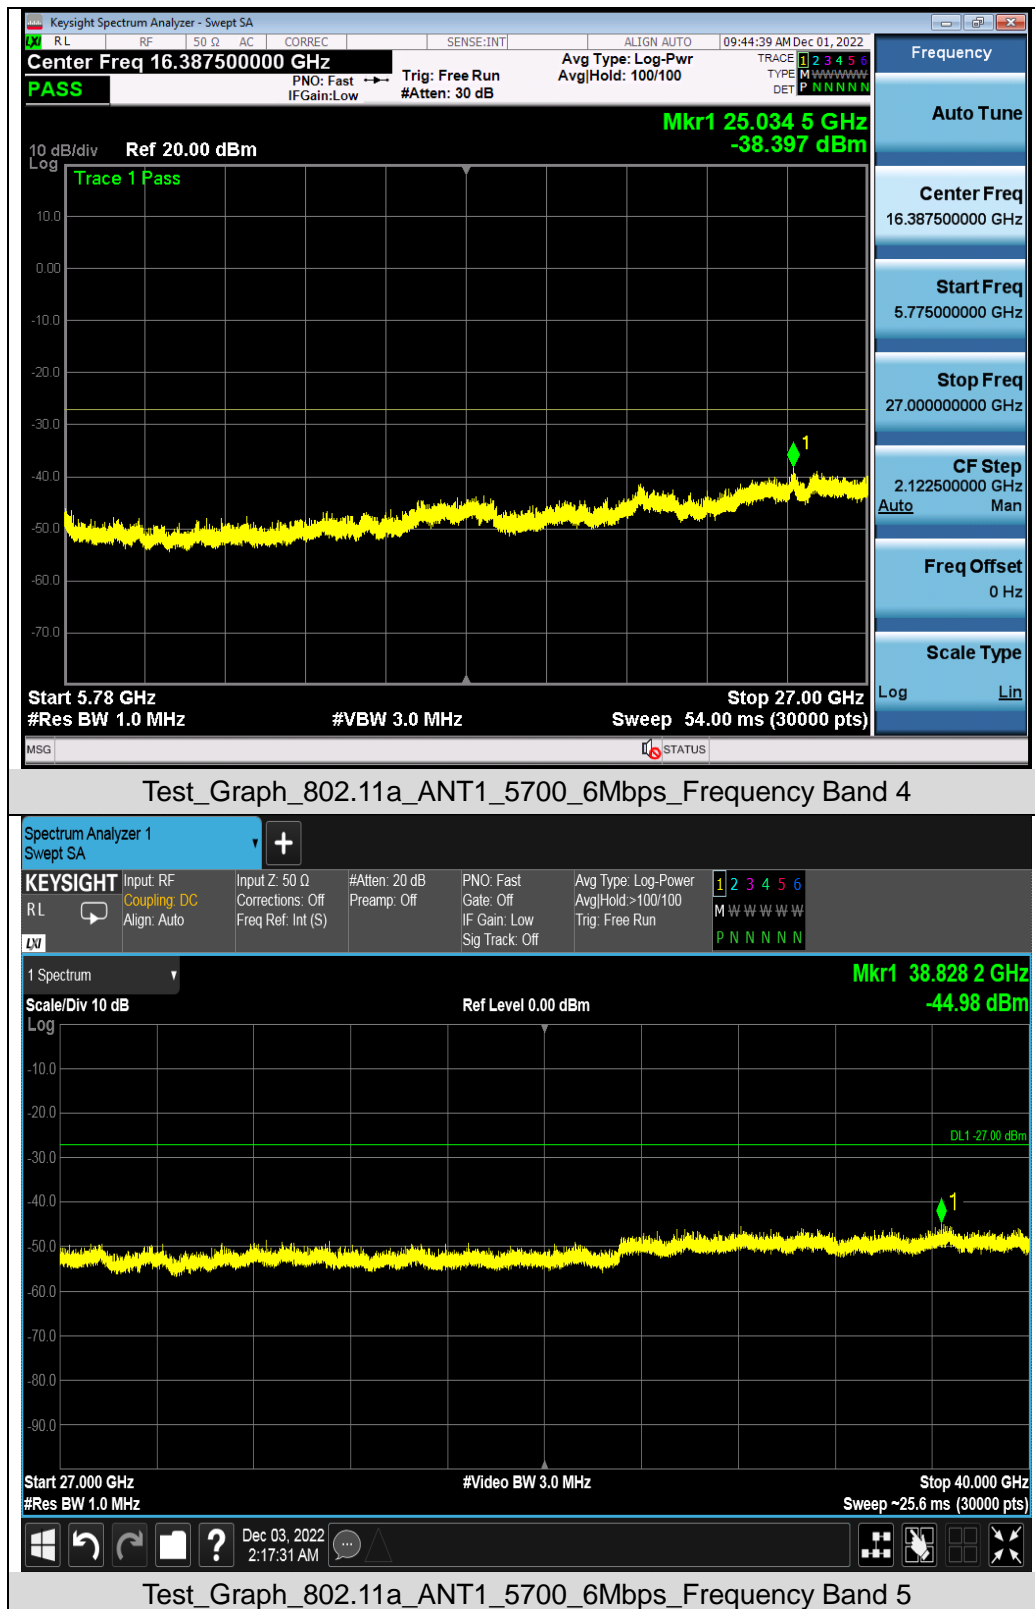 Keysight Spectrum Analyzer - Swept SA
LXI RL RF 50 Ω AC CORREC SENSE:INT ALIGN AUTO 09:44:39 AM Dec 01, 2022
Center Freq 16.387500000 GHz
PASS
PNO: Fast
IFGain:Low
Trig: Free Run
#Atten: 30 dB
Avg Type: Log-Pwr
Avg|Hold: 100/100
TRACE 1 2 3 4 5 6
TYPE M W W W W W
DET P N N N N N
Mkr1 25.034 5 GHz
-38.397 dBm
10 dB/div Ref 20.00 dBm
Log
Trace 1 Pass
10.0
0.00
-10.0
-20.0
-30.0
1
-40.0
-50.0
-60.0
-70.0
Start 5.78 GHz Stop 27.00 GHz
#Res BW 1.0 MHz #VBW 3.0 MHz Sweep 54.00 ms (30000 pts)
MSG STATUS
Frequency
Auto Tune
Center Freq
16.387500000 GHz
Start Freq
5.775000000 GHz
Stop Freq
27.000000000 GHz
CF Step
2.122500000 GHz
Auto Man
Freq Offset
0 Hz
Scale Type
Log Lin
Test_Graph_802.11a_ANT1_5700_6Mbps_Frequency Band 4
Spectrum Analyzer 1
Swept SA
+
KEYSIGHT
RL
LXI
Input: RF
Coupling: DC
Align: Auto
Input Z: 50 Ω
Corrections: Off
Freq Ref: Int (S)
#Atten: 20 dB
Preamp: Off
PNO: Fast
Gate: Off
IF Gain: Low
Sig Track: Off
Avg Type: Log-Power
Avg|Hold:>100/100
Trig: Free Run
1 2 3 4 5 6
M W W W W W
P N N N N N
1 Spectrum
Mkr1 38.828 2 GHz
Scale/Div 10 dB Ref Level 0.00 dBm -44.98 dBm
Log
-10.0
-20.0
DL1 -27.00 dBm
-30.0
-40.0
1
-50.0
-60.0
-70.0
-80.0
-90.0
Start 27.000 GHz #Video BW 3.0 MHz Stop 40.000 GHz
#Res BW 1.0 MHz Sweep ~25.6 ms (30000 pts)
?
Dec 03, 2022
2:17:31 AM
Test_Graph_802.11a_ANT1_5700_6Mbps_Frequency Band 5